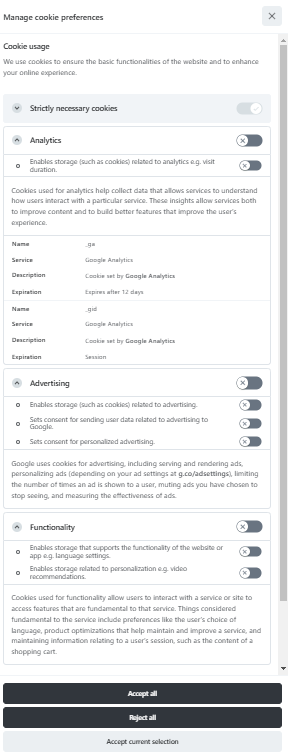 Manage cookie preferences
Cookie usage
We use cookies to ensure the basic functionalities of the website and to enhance
your online experience.
Strictly necessary cookies
Analytics
Enables storage (such as cookies) related to analytics e.g. visit
duration.
Cookies used for analytics help collect data that allows services to understand
how users interact with a particular service. These insights allow services both
to improve content and to build better features that improve the user's
experience.
Name _ga
Service Google Analytics
Description Cookie set by Google Analytics
Expiration Expires after 12 days
Name _gid
Service Google Analytics
Description Cookie set by Google Analytics
Expiration Session
Advertising
Enables storage (such as cookies) related to advertising.
Sets consent for sending user data related to advertising to
Google.
Sets consent for personalized advertising.
Google uses cookies for advertising, including serving and rendering ads,
personalizing ads (depending on your ad settings at g.co/adsettings), limiting
the number of times an ad is shown to a user, muting ads you have chosen to
stop seeing, and measuring the effectiveness of ads.
Functionality
Enables storage that supports the functionality of the website or
app e.g. language settings.
Enables storage related to personalization e.g. video
recommendations.
Cookies used for functionality allow users to interact with a service or site to
access features that are fundamental to that service. Things considered
fundamental to the service include preferences like the user's choice of
language, product optimizations that help maintain and improve a service, and
maintaining information relating to a user's session, such as the content of a
shopping cart.
Accept all
Reject all
Accept current selection